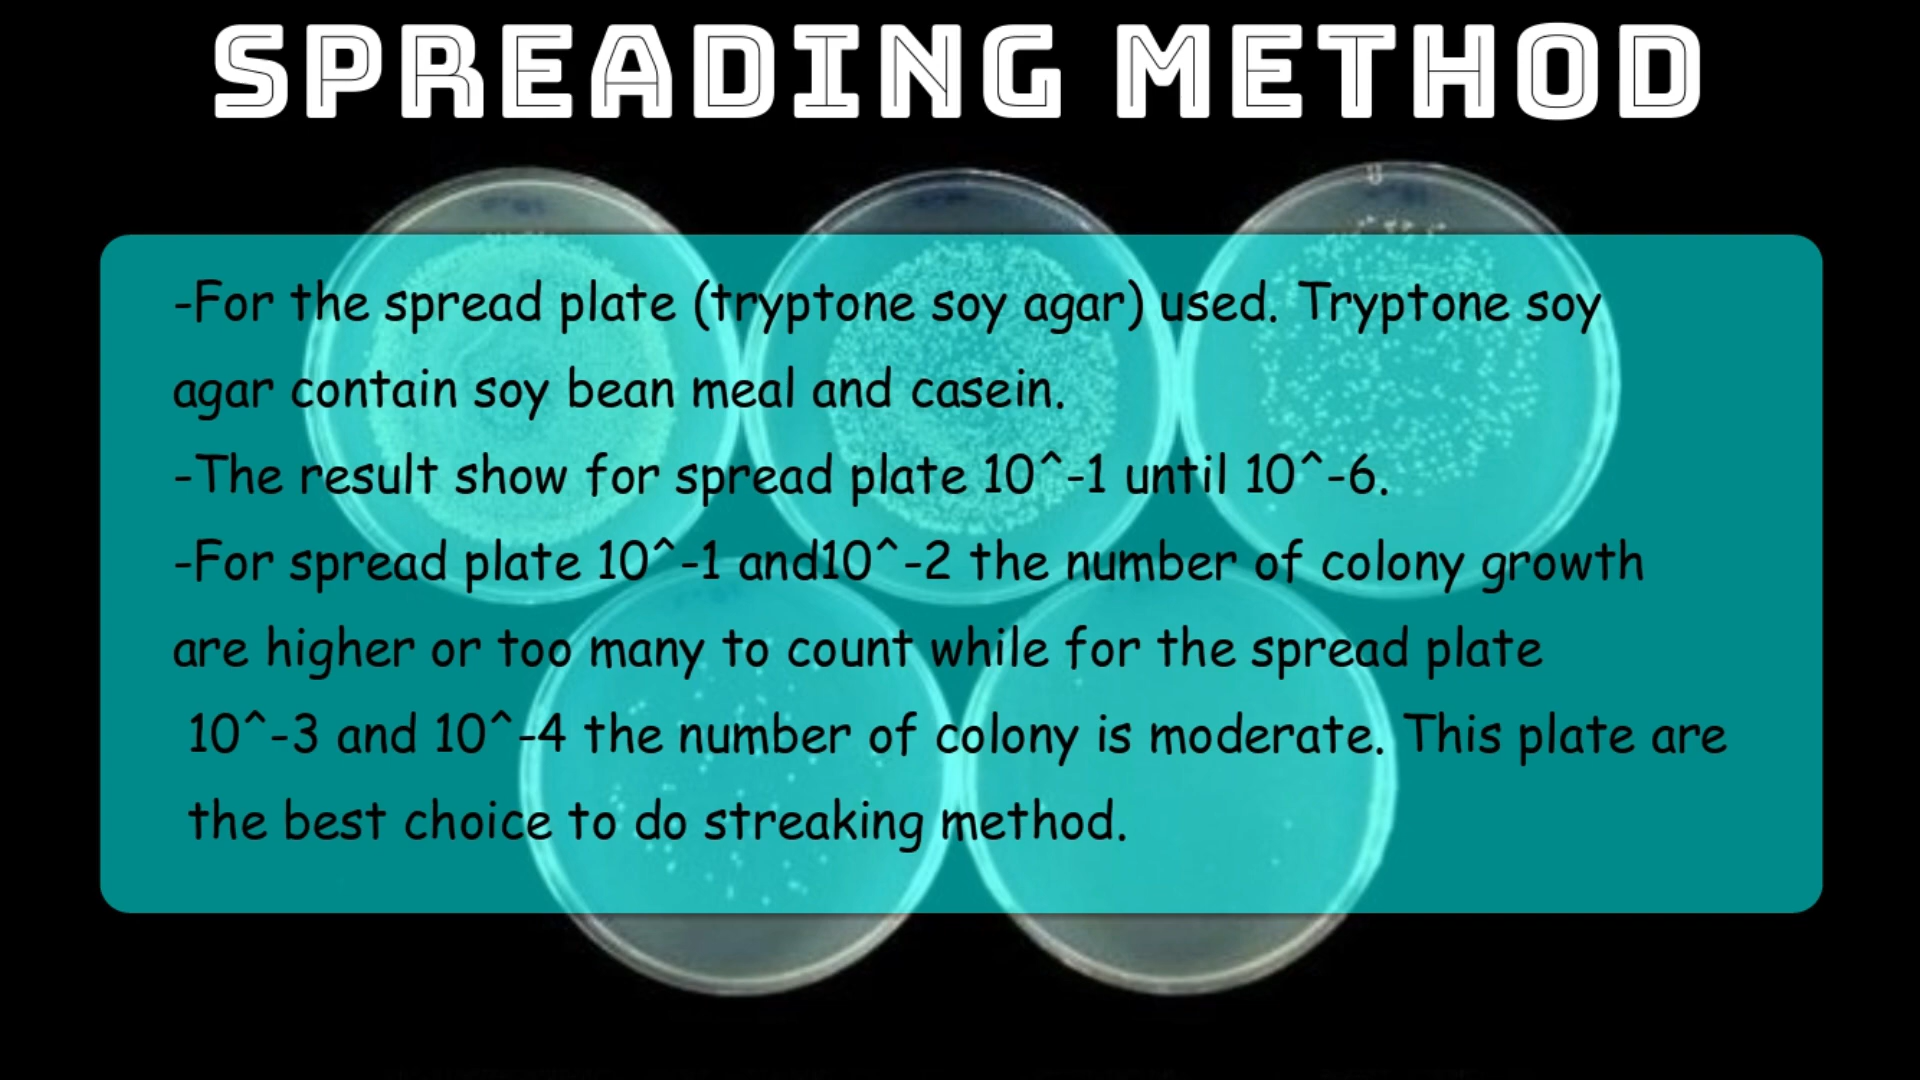 SPREADING METHOD
-For the spread plate (tryptone soy agar) used. Tryptone soy
agar contain soy bean meal and casein.
-The result show for spread plate 10^-1 until 10^-6.
-For spread plate 10^-1 and10^-2 the number of colony growth
are higher or too many to count while for the spread plate
10^-3 and 10^-4 the number of colony is moderate. This plate are
the best choice to do streaking method.